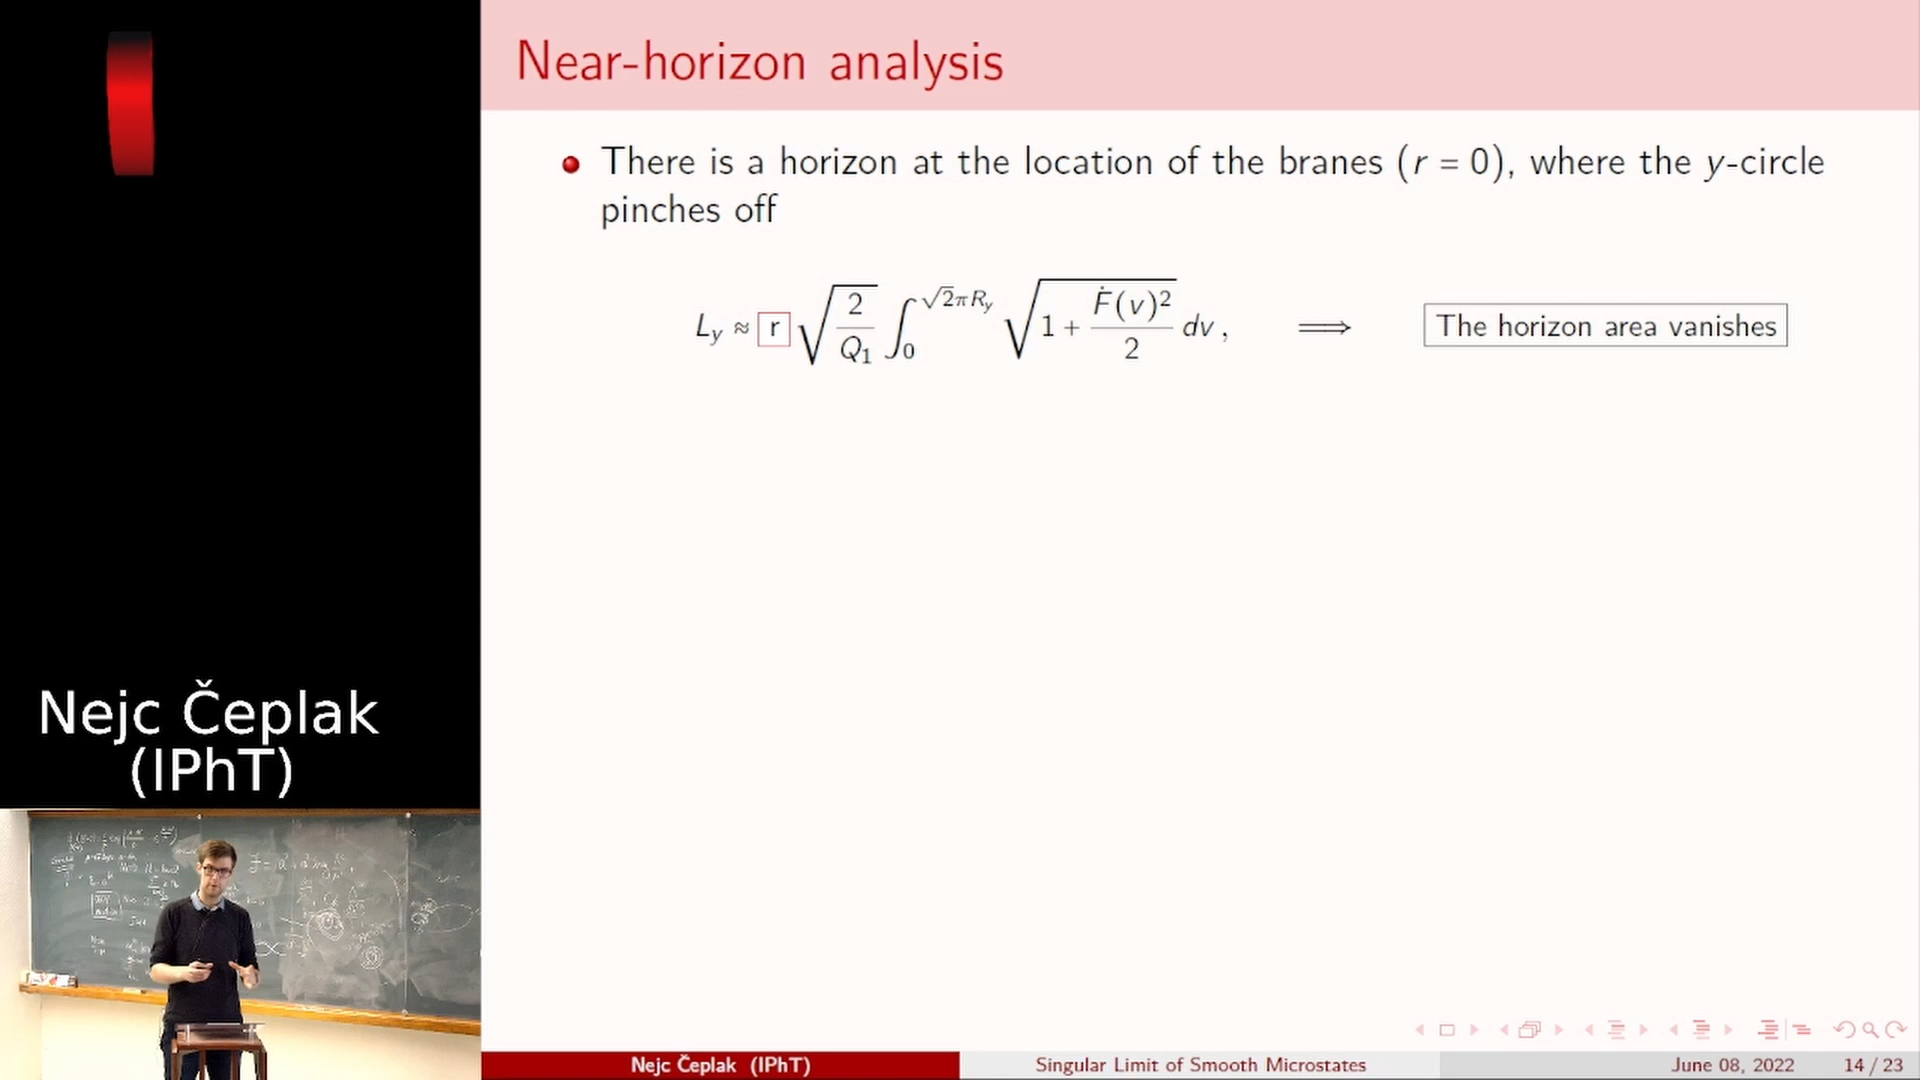 Near-horizon analysis
There is a horizon at the location of the branes (r = 0), where the y-circle
pinches off
L_y ≈ r √(2/Q_1) ∫_0^{√2πR_y} √(1 + Ḟ(v)²/2) dv , ⟹ The horizon area vanishes
Nejc Čeplak
(IPhT)
Nejc Čeplak (IPhT) Singular Limit of Smooth Microstates June 08, 2022 14 / 23